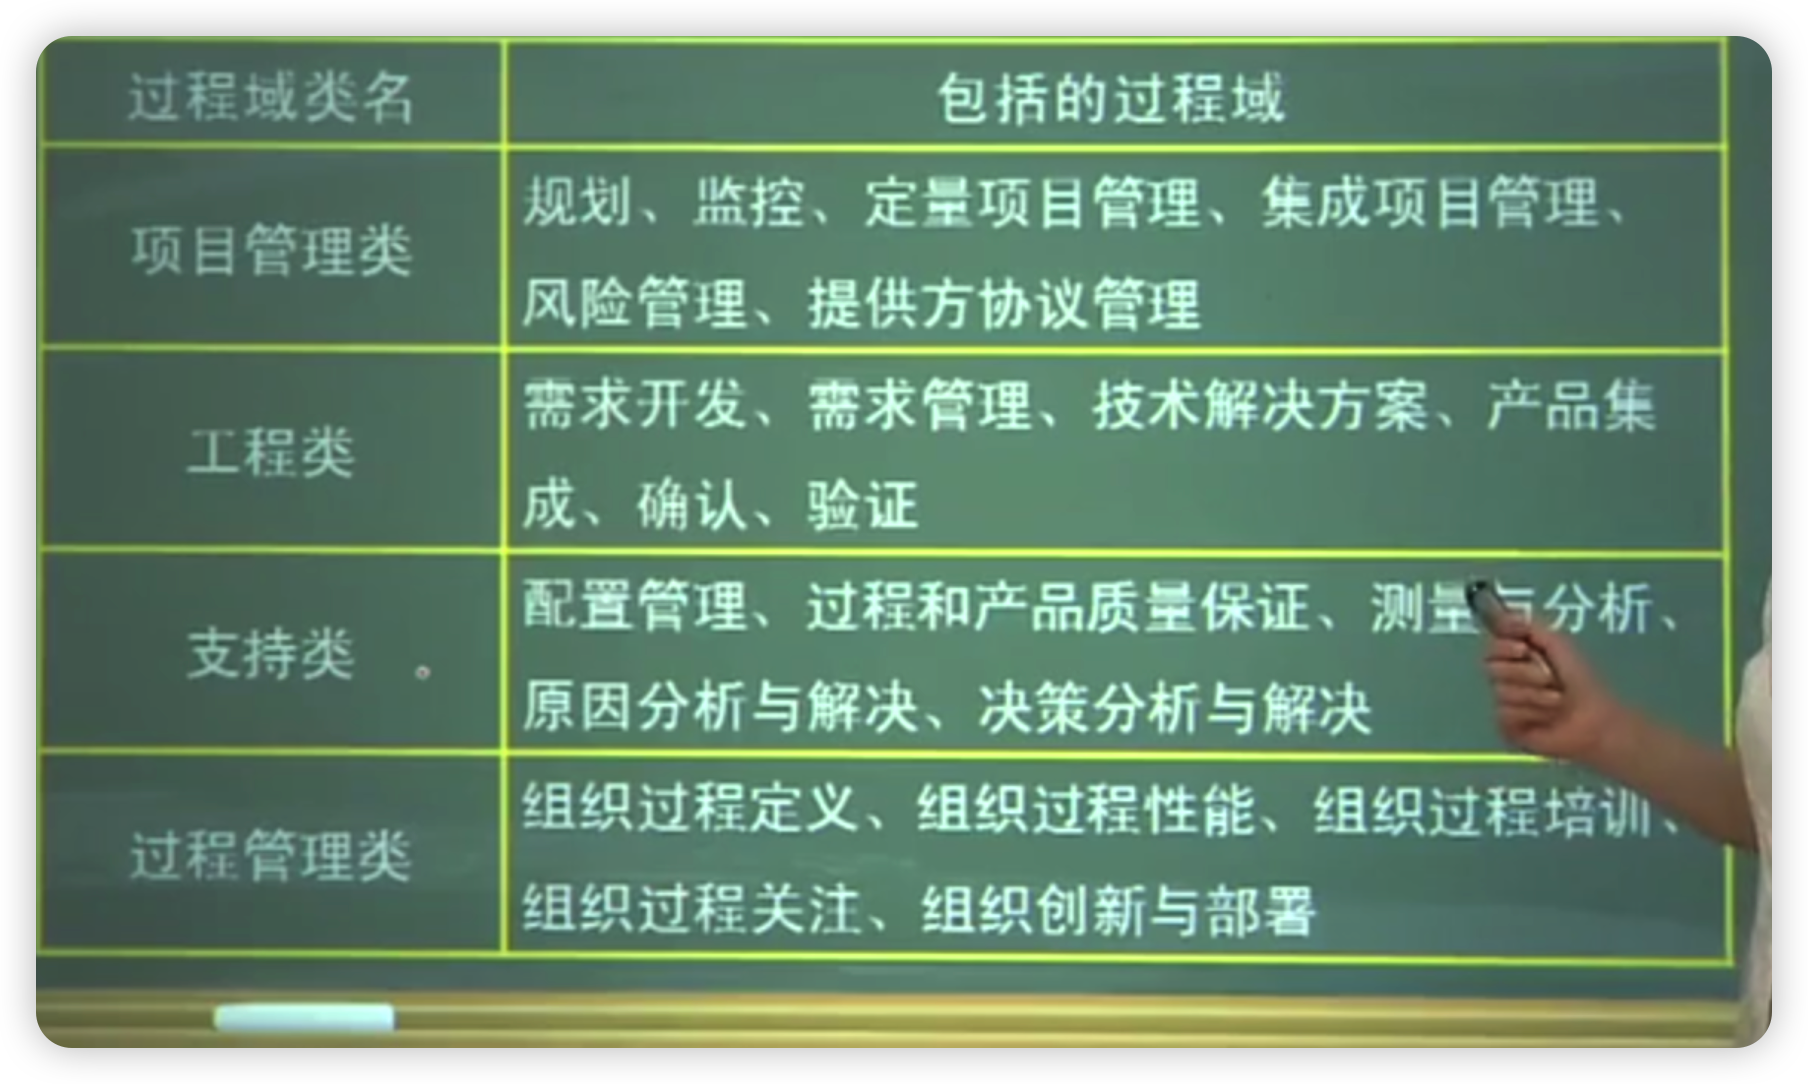 过程域类名
包括的过程域
项目管理类
规划、监控、定量项目管理、集成项目管理、
风险管理、提供方协议管理
工程类
需求开发、需求管理、技术解决方案、产品集
成、确认、验证
支持类
配置管理、过程和产品质量保证、测量与分析、
原因分析与解决、决策分析与解决
过程管理类
组织过程定义、组织过程性能、组织过程培训、
组织过程关注、组织创新与部署